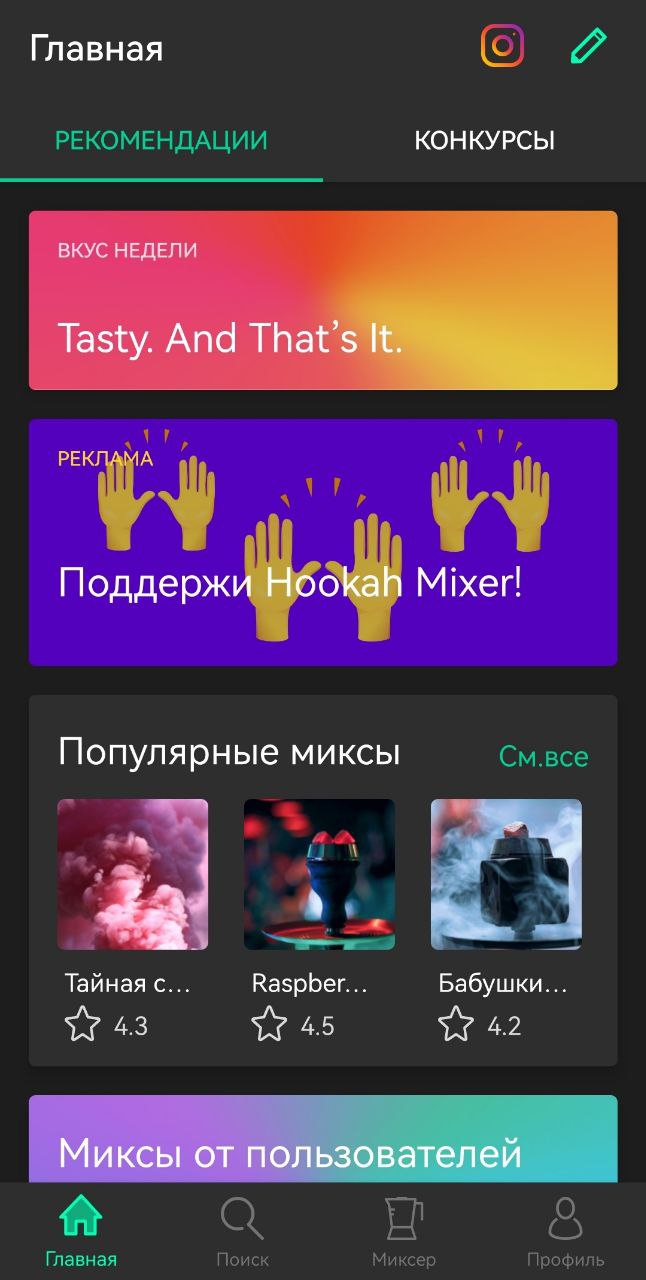 Главная
РЕКОМЕНДАЦИИ
КОНКУРСЫ
ВКУС НЕДЕЛИ
Tasty. And That’s It.
РЕКЛАМА
Поддержи Hookah Mixer!
Популярные миксы
См.все
Тайная с...
Raspber...
Бабушки...
4.3
4.5
4.2
Миксы от пользователей
Главная
Поиск
Миксер
Профиль